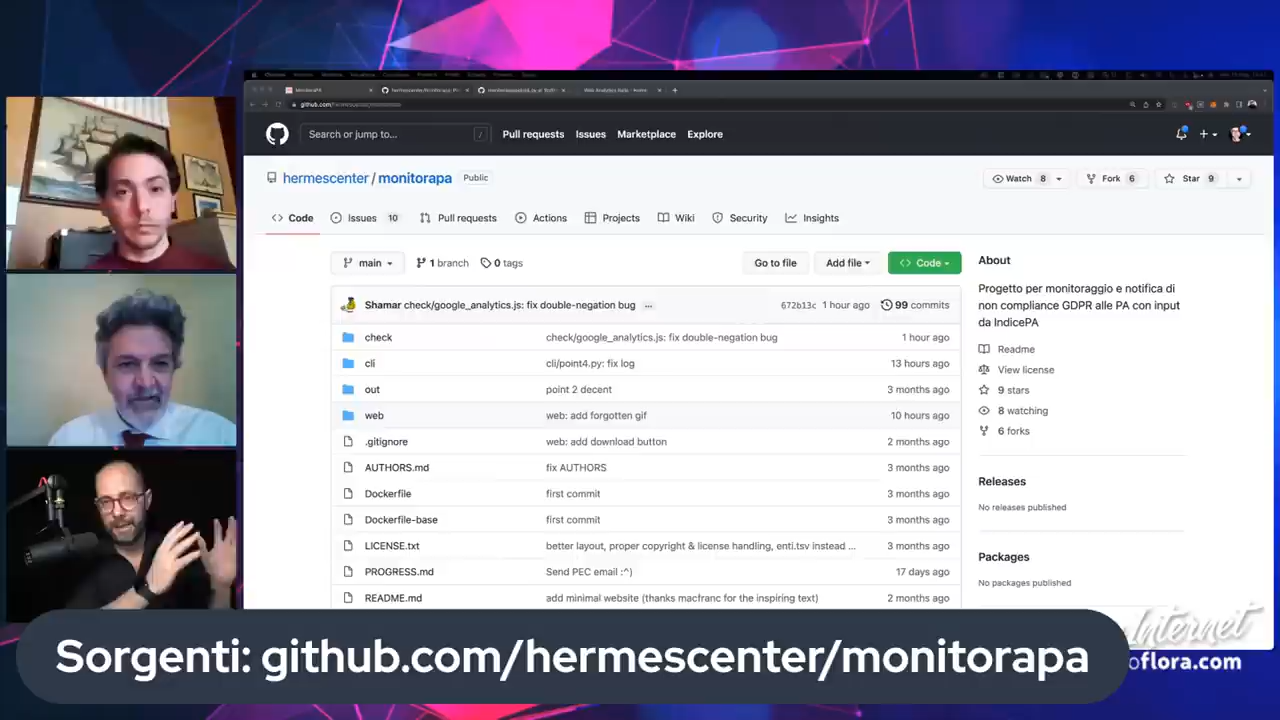 MonitoraPA
Web Analytics Italia - Home
Search or jump to... /
Pull requests Issues Marketplace Explore
hermescenter / monitorapa Public
Watch 8 Fork 6 Star 9
Code Issues 10 Pull requests Actions Projects Wiki Security Insights
main 1 branch 0 tags Go to file Add file Code
Shamar check/google_analytics.js: fix double-negation bug ... 672b13c 1 hour ago 99 commits
check check/google_analytics.js: fix double-negation bug 1 hour ago
cli cli/point4.py: fix log 13 hours ago
out point 2 decent 3 months ago
web web: add forgotten gif 10 hours ago
.gitignore web: add download button 2 months ago
AUTHORS.md fix AUTHORS 3 months ago
Dockerfile first commit 3 months ago
Dockerfile-base first commit 3 months ago
LICENSE.txt better layout, proper copyright & license handling, enti.tsv instead ... 3 months ago
PROGRESS.md Send PEC email :^) 17 days ago
README.md add minimal website (thanks macfranc for the inspiring text) 2 months ago
About
Progetto per monitoraggio e notifica di
non compliance GDPR alle PA con input
da IndicePA
Readme
View license
9 stars
8 watching
6 forks
Releases
No releases published
Packages
No packages published
Internet
oflora.com
Sorgenti: github.com/hermescenter/monitorapa